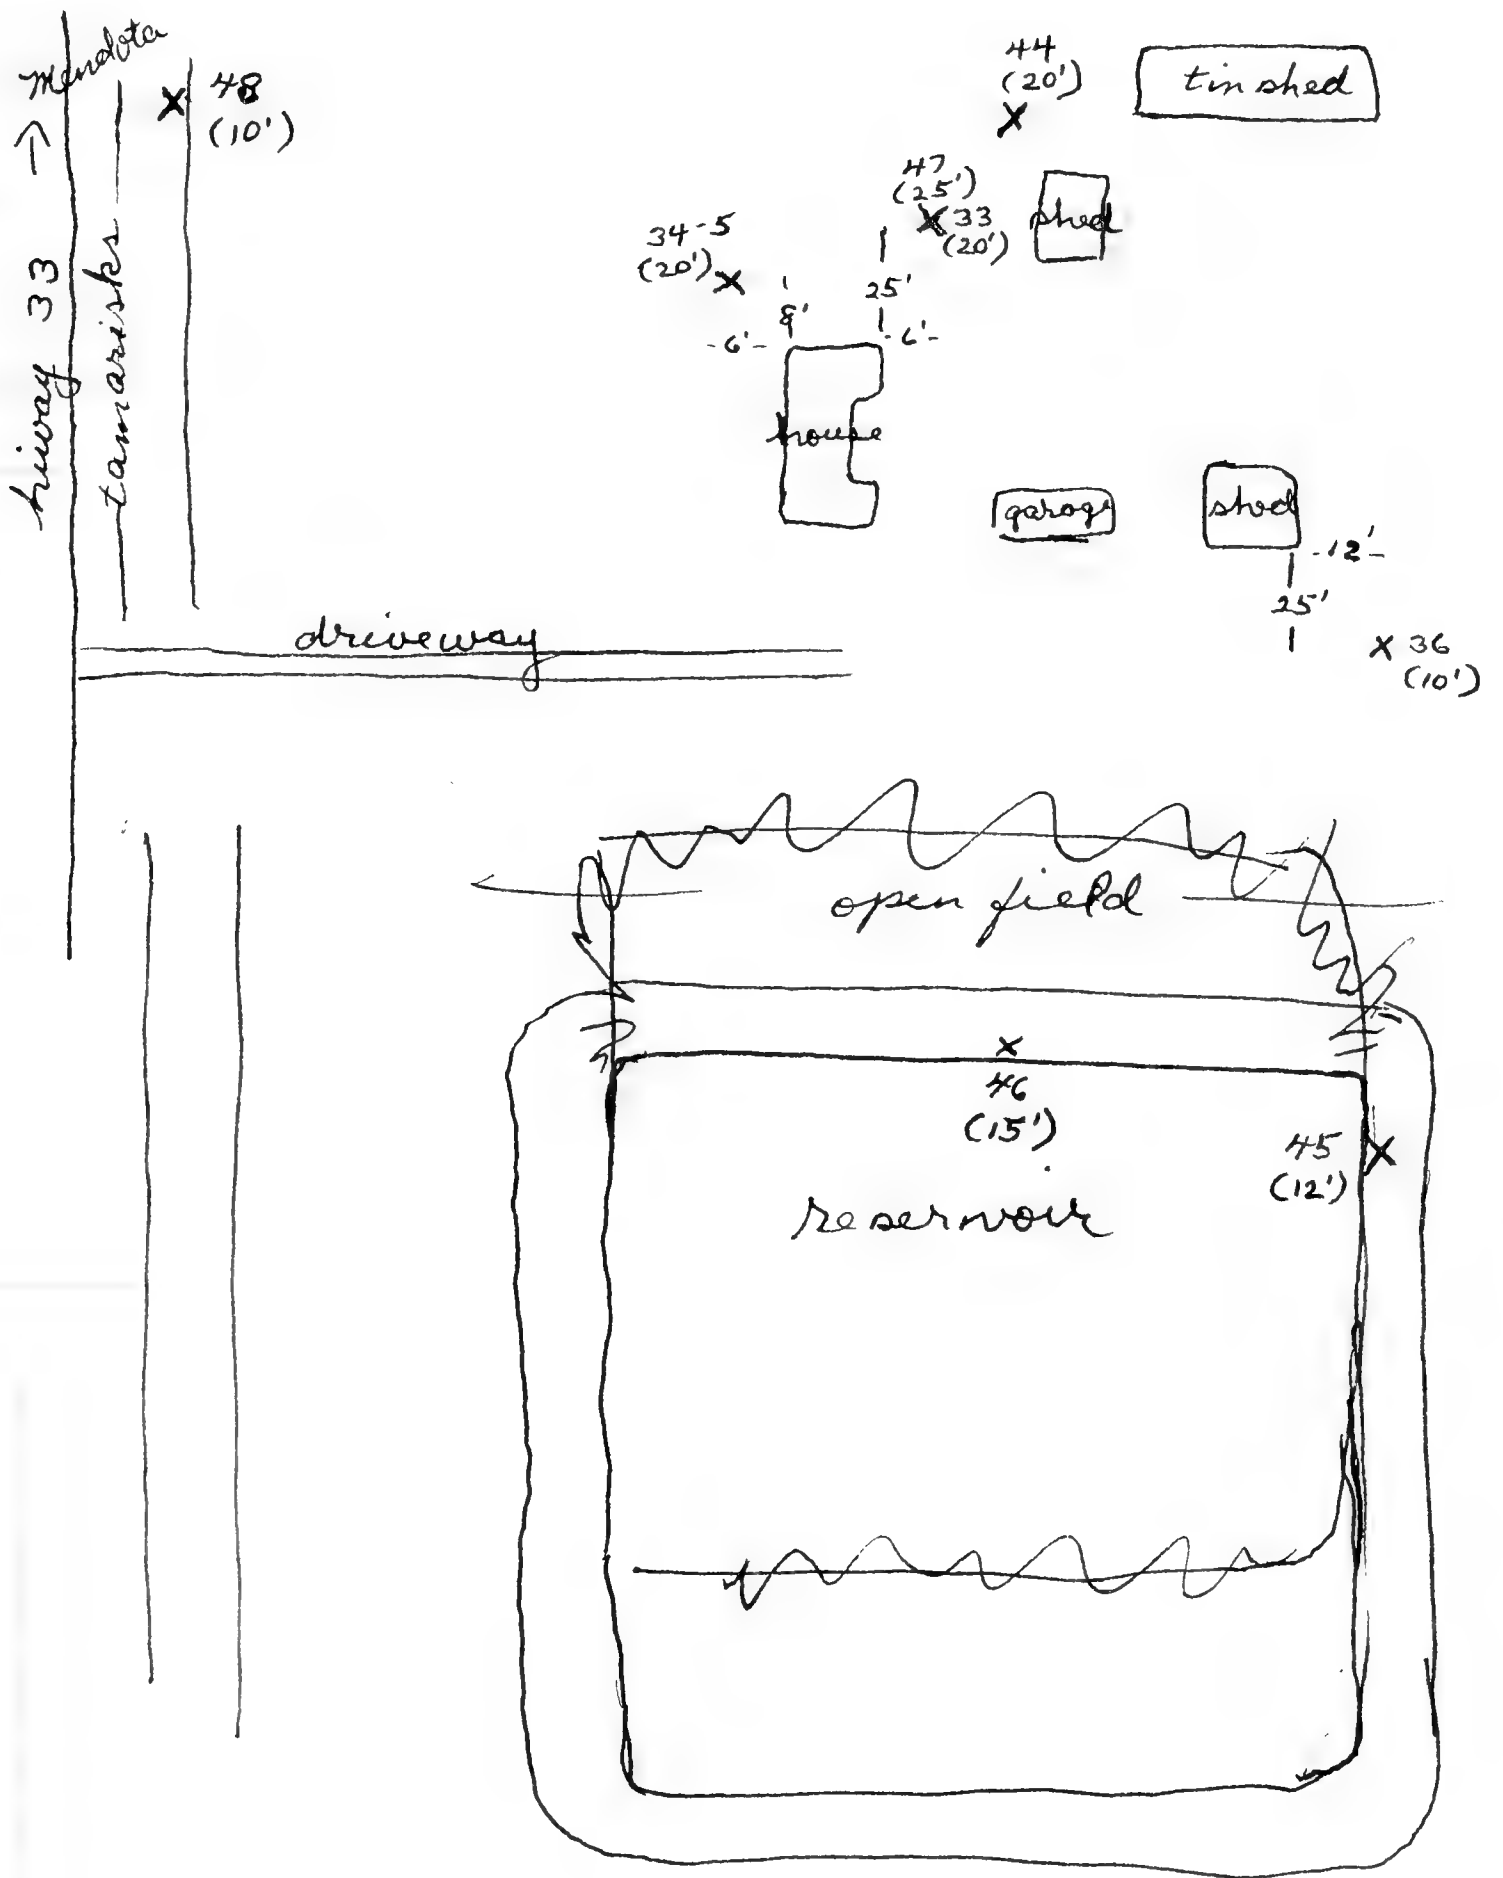 Mendota
hiway 33 →
tamarisks
48
(10')
44
(20')
tin shed
47
(25')
33
(20')
shed
34-5
(20')
8'
25'
-6'-
-6'-
house
garage
shed
-12'-
25'
36
(10')
driveway
open field
46
(15')
45
(12')
reservoir